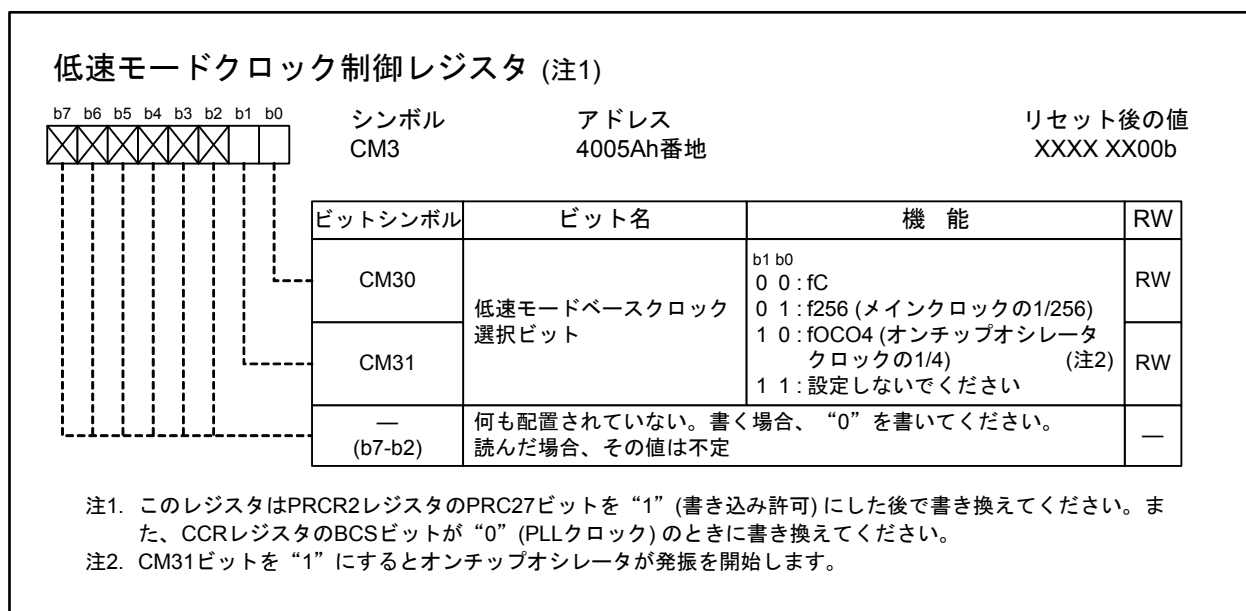 低速モードクロック制御レジスタ (注1)
b7 b6 b5 b4 b3 b2 b1 b0
シンボル アドレス リセット後の値
CM3 4005Ah番地 XXXX XX00b
ビットシンボル ビット名 機 能 RW
CM30
CM31
低速モードベースクロック
選択ビット
b1 b0
0 0 : fC
0 1 : f256 (メインクロックの1/256)
1 0 : fOCO4 (オンチップオシレータ
クロックの1/4) (注2)
1 1 : 設定しないでください
RW
RW
—
(b7-b2)
何も配置されていない。書く場合、“0”を書いてください。
読んだ場合、その値は不定
—
注1. このレジスタはPRCR2レジスタのPRC27ビットを“1”(書き込み許可) にした後で書き換えてください。ま
た、CCRレジスタのBCSビットが“0”(PLLクロック) のときに書き換えてください。
注2. CM31ビットを“1”にするとオンチップオシレータが発振を開始します。